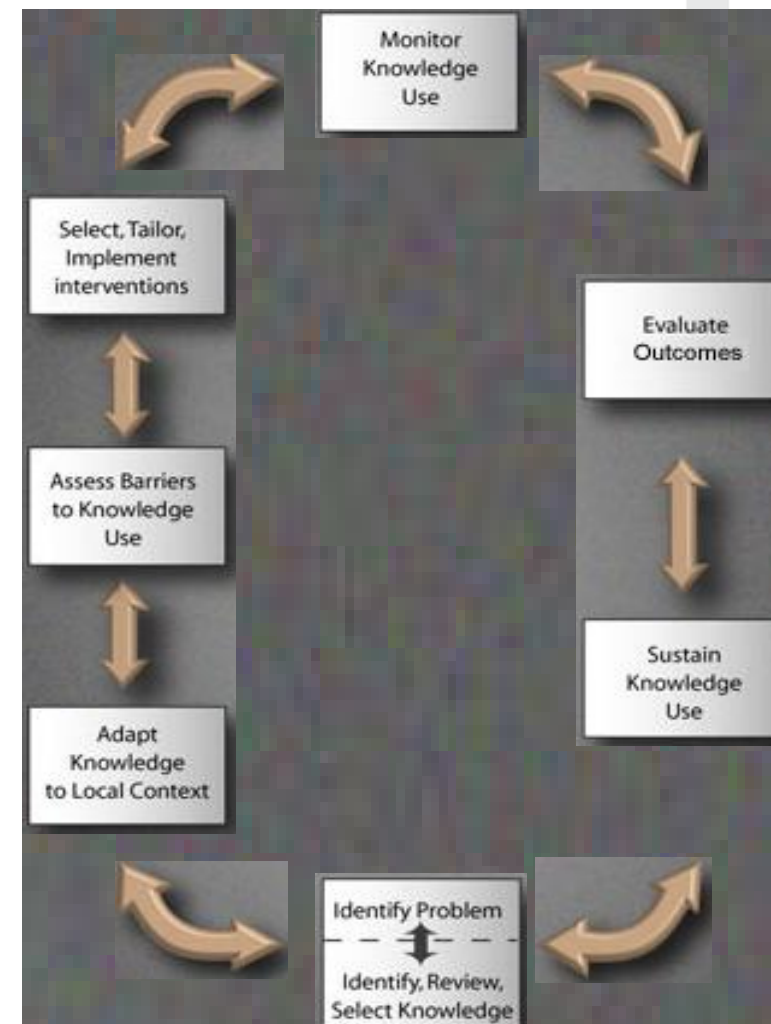 Monitor
Knowledge
Use
Select, Tailor,
Implement
interventions
Evaluate
Outcomes
Assess Barriers
to Knowledge
Use
Sustain
Knowledge
Use
Adapt
Knowledge
to Local Context
Identify Problem
Identify, Review,
Select Knowledge